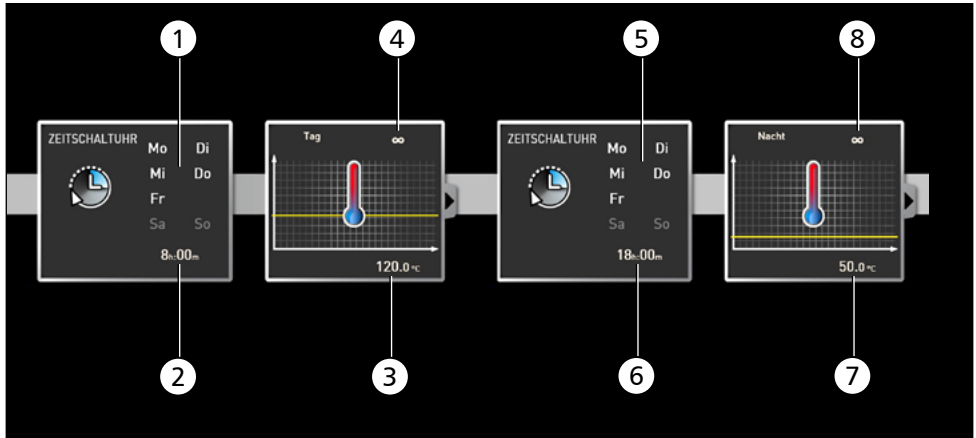 1 4 5 8
ZEITSCHALTUHR
Mo Di
Mi Do
Fr
Sa So
8h:00m
Tag ∞
120.0 °C
ZEITSCHALTUHR
Mo Di
Mi Do
Fr
Sa So
18h:00m
Nacht ∞
50.0 °C
2 3 6 7